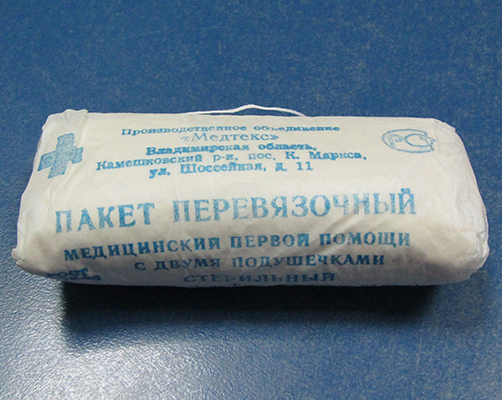 Производственное объединение
«Медтекс»
Владимирская область,
Камешковский р-н, пос. К. Маркса,
ул. Шоссейная, д. 11
ПАКЕТ ПЕРЕВЯЗОЧНЫЙ
МЕДИЦИНСКИЙ ПЕРВОЙ ПОМОЩИ
С ДВУМЯ ПОДУШЕЧКАМИ
СТЕРИЛЬНЫЙ